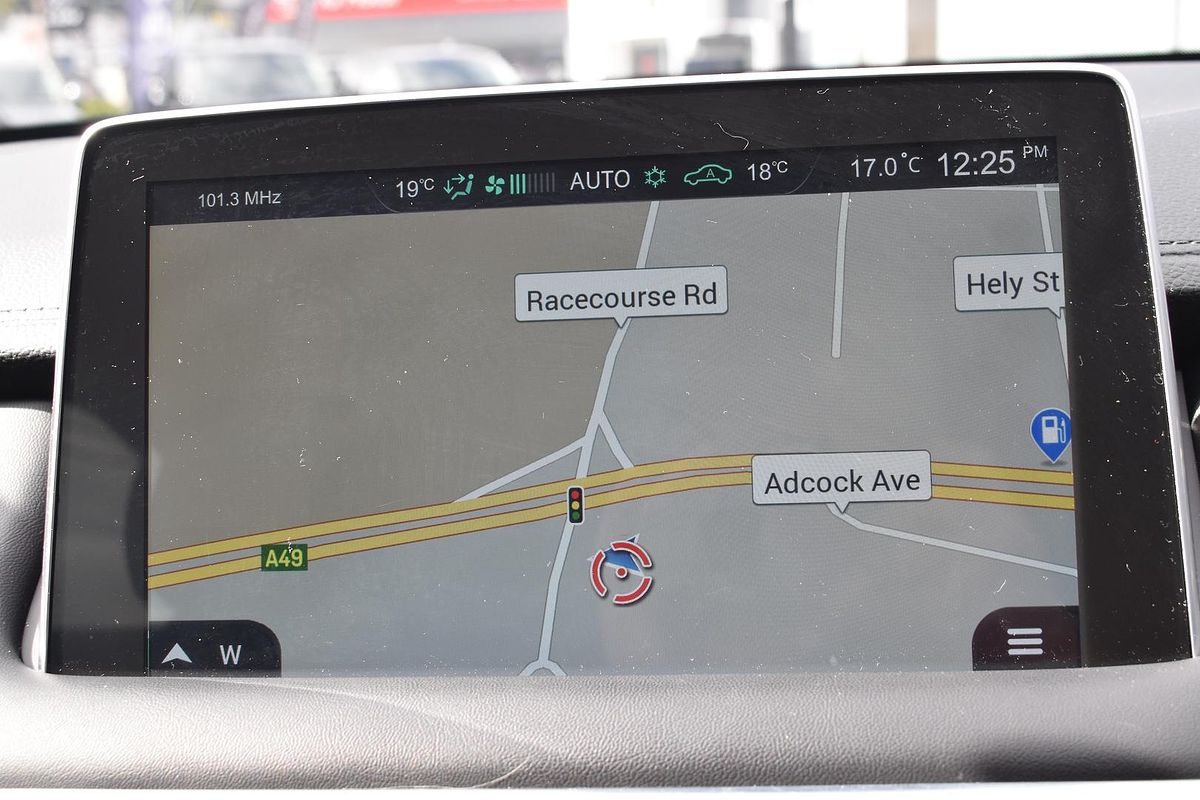 101.3 MHz
19°C
AUTO
A
18°C
17.0°C
12:25 PM
Racecourse Rd
Hely St
Adcock Ave
A49
W